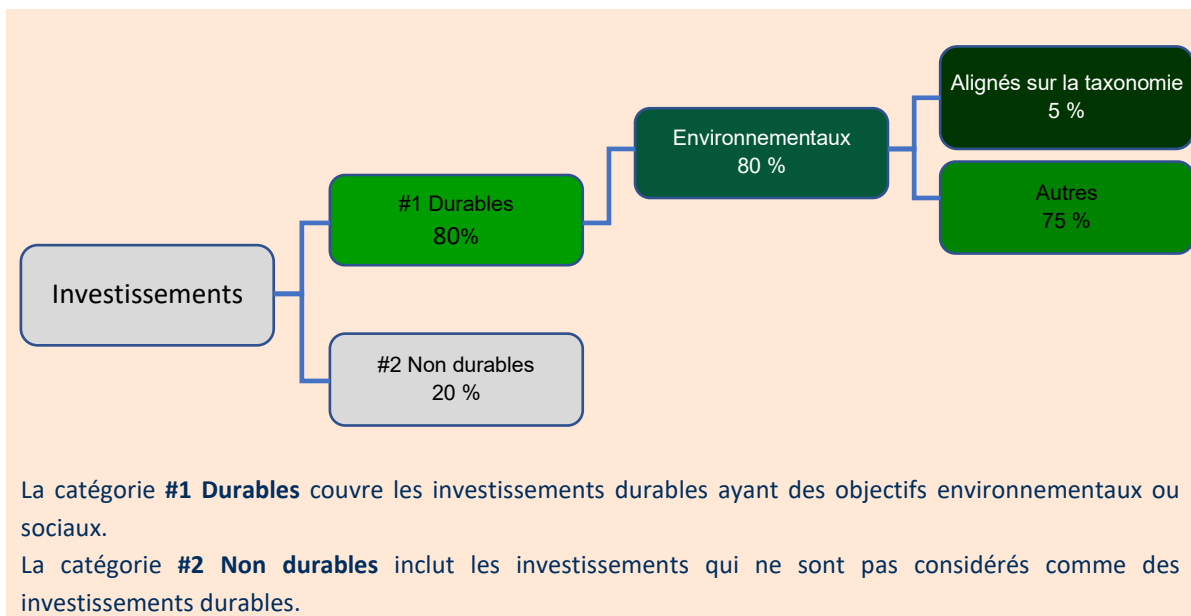 Investissements
#1 Durables
80%
#2 Non durables
20 %
Environnementaux
80 %
Alignés sur la taxonomie
5 %
Autres
75 %
La catégorie #1 Durables couvre les investissements durables ayant des objectifs environnementaux ou
sociaux.
La catégorie #2 Non durables inclut les investissements qui ne sont pas considérés comme des
investissements durables.